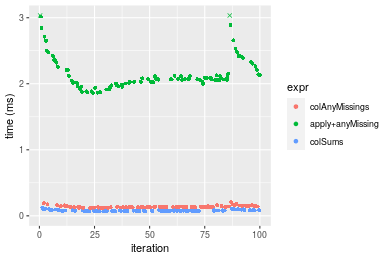 3
2
1
0
time (ms)
0
25
50
75
100
iteration
expr
colAnyMissings
apply+anyMissing
colSums